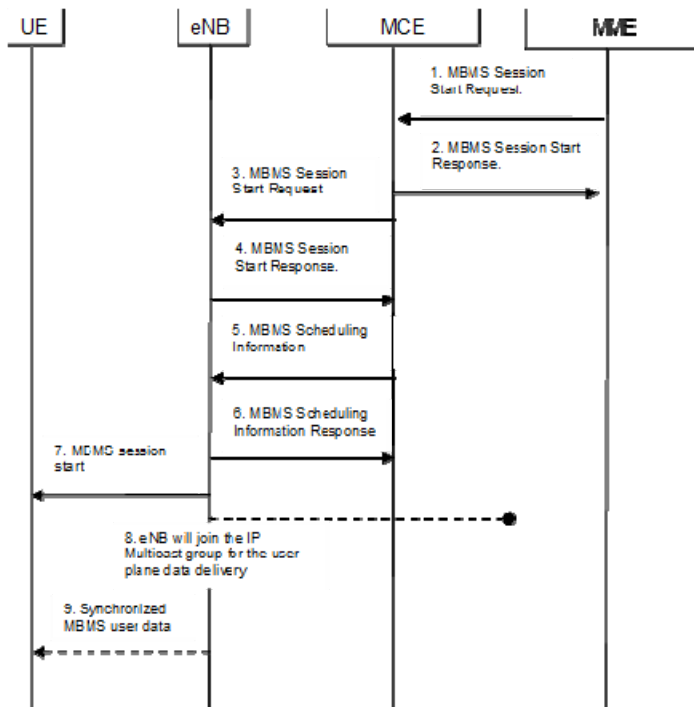 UE eNB MCE MME
1. MBMS Session
Start Request.
2. MBMS Session Start
Response.
3. MBMS Session
Start Request
4. MBMS Session
Start Response.
5. MBMS Scheduling
Information
6. MBMS Scheduling
Information Response
7. MBMS session
start
8. eNB will join the IP
Multicast group for the user
plane data delivery
9. Synchronized
MBMS user data